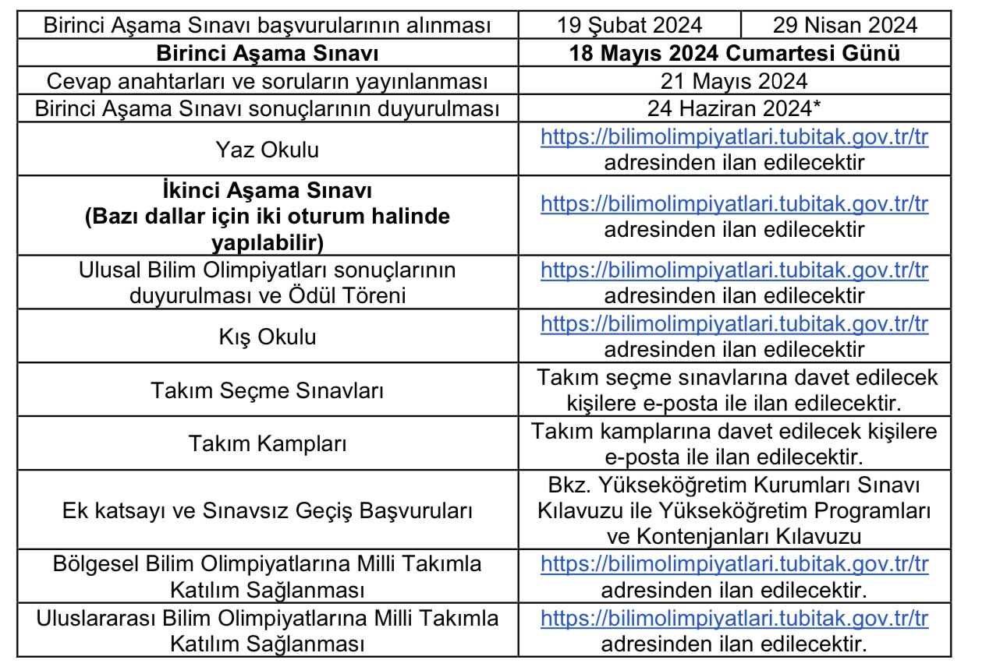 Birinci Aşama Sınavı başvurularının alınması 19 Şubat 2024 29 Nisan 2024
Birinci Aşama Sınavı 18 Mayıs 2024 Cumartesi Günü
Cevap anahtarları ve soruların yayınlanması 21 Mayıs 2024
Birinci Aşama Sınavı sonuçlarının duyurulması 24 Haziran 2024*
Yaz Okulu
https://bilimolimpiyatlari.tubitak.gov.tr/tr
adresinden ilan edilecektir
İkinci Aşama Sınavı
(Bazı dallar için iki oturum halinde
yapılabilir)
https://bilimolimpiyatlari.tubitak.gov.tr/tr
adresinden ilan edilecektir
Ulusal Bilim Olimpiyatları sonuçlarının
duyurulması ve Ödül Töreni
https://bilimolimpiyatlari.tubitak.gov.tr/tr
adresinden ilan edilecektir
Kış Okulu
https://bilimolimpiyatlari.tubitak.gov.tr/tr
adresinden ilan edilecektir
Takım Seçme Sınavları
Takım seçme sınavlarına davet edilecek
kişilere e-posta ile ilan edilecektir.
Takım Kampları
Takım kamplarına davet edilecek kişilere
e-posta ile ilan edilecektir.
Ek katsayı ve Sınavsız Geçiş Başvuruları
Bkz. Yükseköğretim Kurumları Sınavı
Kılavuzu ile Yükseköğretim Programları
ve Kontenjanları Kılavuzu
Bölgesel Bilim Olimpiyatlarına Milli Takımla
Katılım Sağlanması
https://bilimolimpiyatlari.tubitak.gov.tr/tr
adresinden ilan edilecektir.
Uluslararası Bilim Olimpiyatlarına Milli Takımla
Katılım Sağlanması
https://bilimolimpiyatlari.tubitak.gov.tr/tr
adresinden ilan edilecektir.